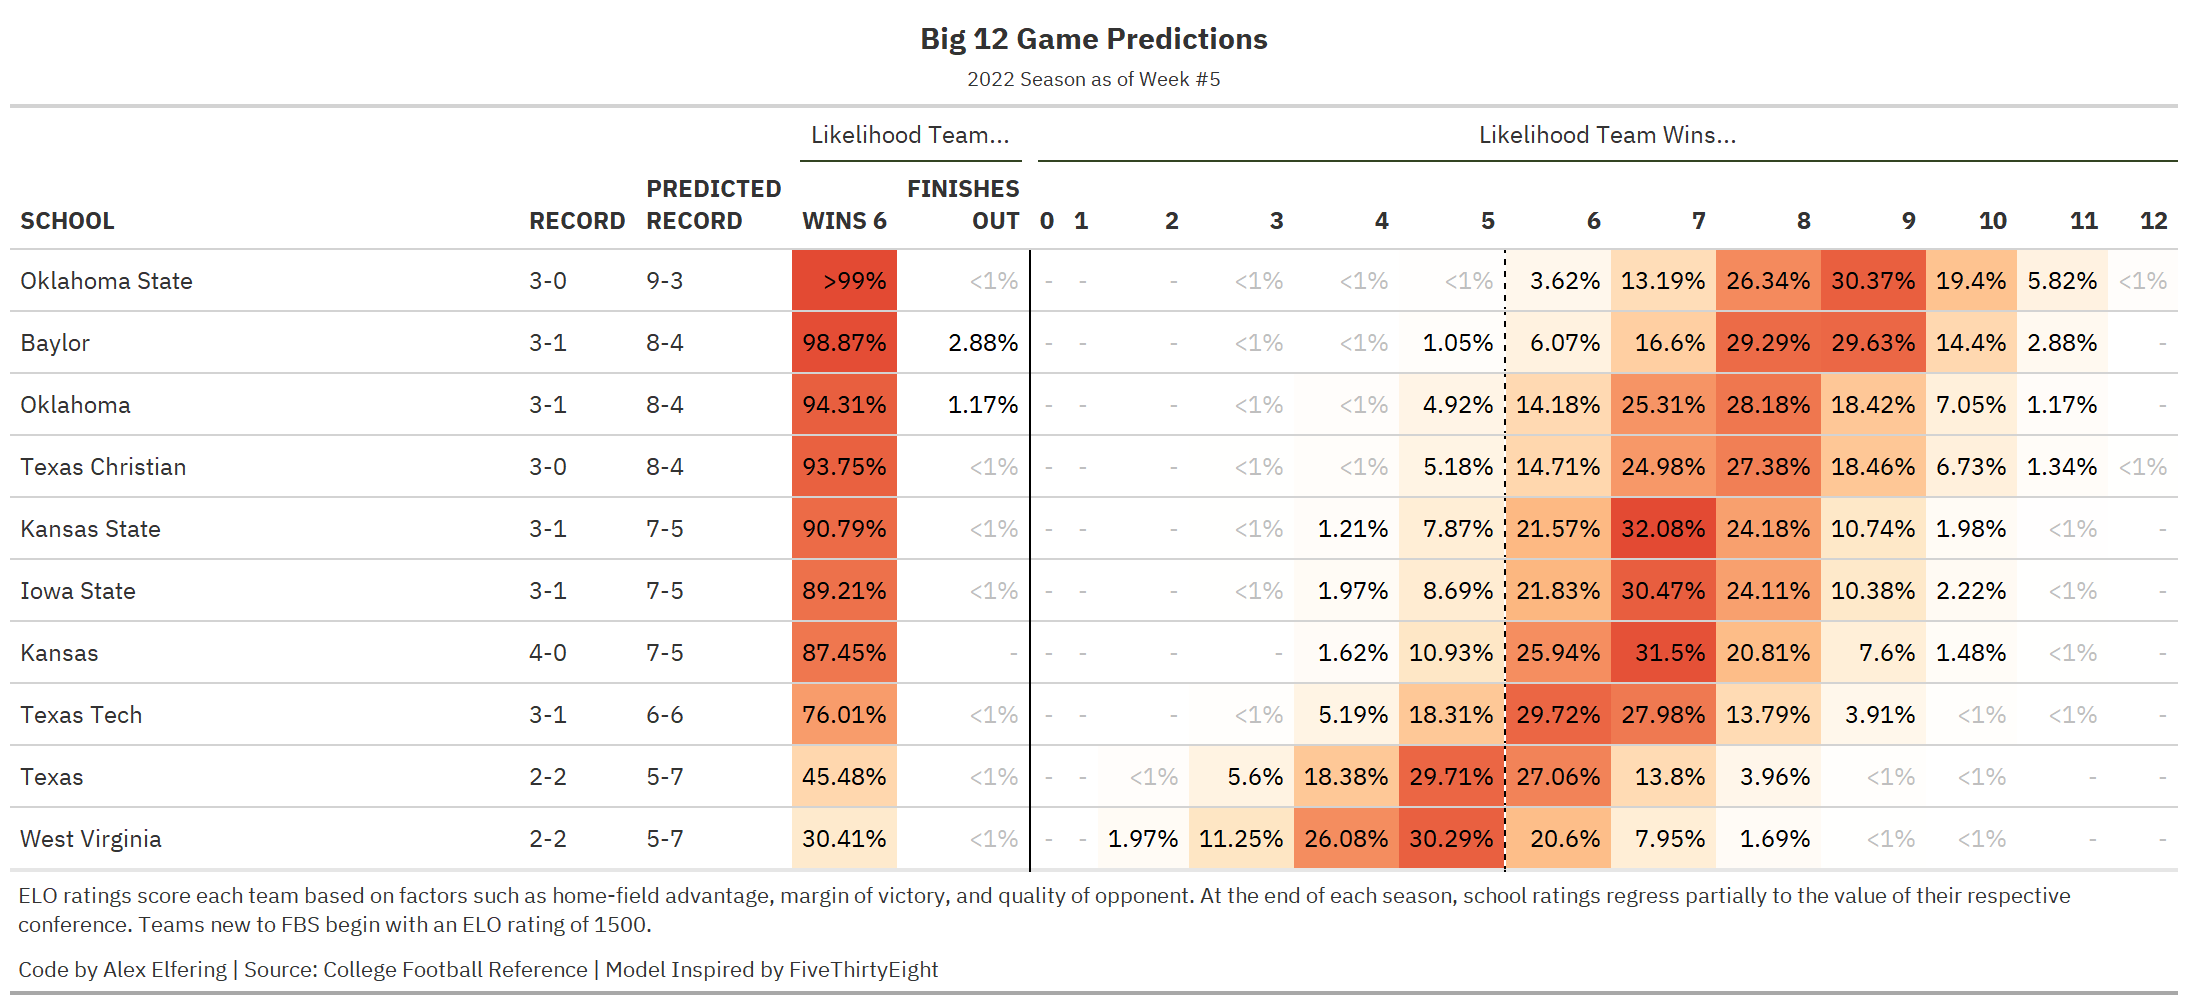 Big 12 Game Predictions
2022 Season as of Week #5
Likelihood Team... Likelihood Team Wins...
SCHOOL RECORD PREDICTED RECORD WINS 6 FINISHES OUT 0 1 2 3 4 5 6 7 8 9 10 11 12
Oklahoma State 3-0 9-3 >99% <1% - - - <1% <1% <1% 3.62% 13.19% 26.34% 30.37% 19.4% 5.82% <1%
Baylor 3-1 8-4 98.87% 2.88% - - - <1% <1% 1.05% 6.07% 16.6% 29.29% 29.63% 14.4% 2.88% -
Oklahoma 3-1 8-4 94.31% 1.17% - - - <1% <1% 4.92% 14.18% 25.31% 28.18% 18.42% 7.05% 1.17% -
Texas Christian 3-0 8-4 93.75% <1% - - - <1% <1% 5.18% 14.71% 24.98% 27.38% 18.46% 6.73% 1.34% <1%
Kansas State 3-1 7-5 90.79% <1% - - - <1% 1.21% 7.87% 21.57% 32.08% 24.18% 10.74% 1.98% <1% -
Iowa State 3-1 7-5 89.21% <1% - - - <1% 1.97% 8.69% 21.83% 30.47% 24.11% 10.38% 2.22% <1% -
Kansas 4-0 7-5 87.45% - - - - - 1.62% 10.93% 25.94% 31.5% 20.81% 7.6% 1.48% <1% -
Texas Tech 3-1 6-6 76.01% <1% - - - <1% 5.19% 18.31% 29.72% 27.98% 13.79% 3.91% <1% <1% -
Texas 2-2 5-7 45.48% <1% - - <1% 5.6% 18.38% 29.71% 27.06% 13.8% 3.96% <1% <1% - -
West Virginia 2-2 5-7 30.41% <1% - - 1.97% 11.25% 26.08% 30.29% 20.6% 7.95% 1.69% <1% <1% - -
ELO ratings score each team based on factors such as home-field advantage, margin of victory, and quality of opponent. At the end of each season, school ratings regress partially to the value of their respective
conference. Teams new to FBS begin with an ELO rating of 1500.
Code by Alex Elfering | Source: College Football Reference | Model Inspired by FiveThirtyEight